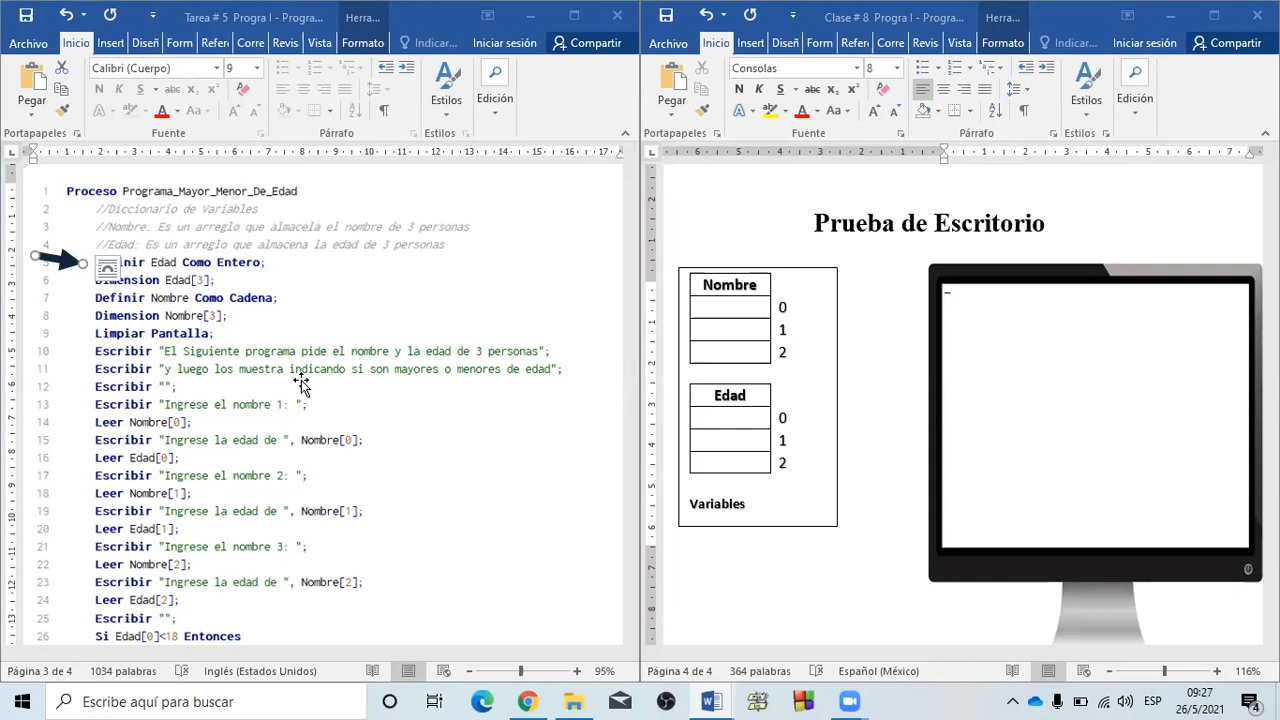 Tarea # 5 Progra I - Progra...
Herra...
Archivo
Inicio
Insert
Diseñ
Form
Refer
Corre
Revis
Vista
Formato
Indicar...
Iniciar sesión
Compartir
Pegar
Calibri (Cuerpo)
9
N K S abc x₂ x²
Aa
Estilos
Edición
Portapapeles
Fuente
Párrafo
Estilos
1 Proceso Programa_Mayor_Menor_De_Edad
2 //Diccionario de Variables
3 //Nombre: Es un arreglo que almacela el nombre de 3 personas
4 //Edad: Es un arreglo que almacena la edad de 3 personas
inir Edad Como Entero;
6 Dimension Edad[3];
7 Definir Nombre Como Cadena;
8 Dimension Nombre[3];
9 Limpiar Pantalla;
10 Escribir "El Siguiente programa pide el nombre y la edad de 3 personas";
11 Escribir "y luego los muestra indicando si son mayores o menores de edad";
12 Escribir "";
13 Escribir "Ingrese el nombre 1: ";
14 Leer Nombre[0];
15 Escribir "Ingrese la edad de ", Nombre[0];
16 Leer Edad[0];
17 Escribir "Ingrese el nombre 2: ";
18 Leer Nombre[1];
19 Escribir "Ingrese la edad de ", Nombre[1];
20 Leer Edad[1];
21 Escribir "Ingrese el nombre 3: ";
22 Leer Nombre[2];
23 Escribir "Ingrese la edad de ", Nombre[2];
24 Leer Edad[2];
25 Escribir "";
26 Si Edad[0]<18 Entonces
Página 3 de 4
1034 palabras
Inglés (Estados Unidos)
95%
Clase # 8 Progra I - Progra...
Herra...
Archivo
Inicio
Insert
Diseñ
Form
Refer
Corre
Revis
Vista
Formato
Indicar...
Iniciar sesión
Compartir
Pegar
Consolas
8
N K S abc x₂ x²
Aa
Estilos
Edición
Portapapeles
Fuente
Párrafo
Estilos
Prueba de Escritorio
Nombre
0
1
2
Edad
0
1
2
Variables
Página 4 de 4
364 palabras
Español (México)
116%
Escribe aquí para buscar
ESP
09:27
26/5/2021
4